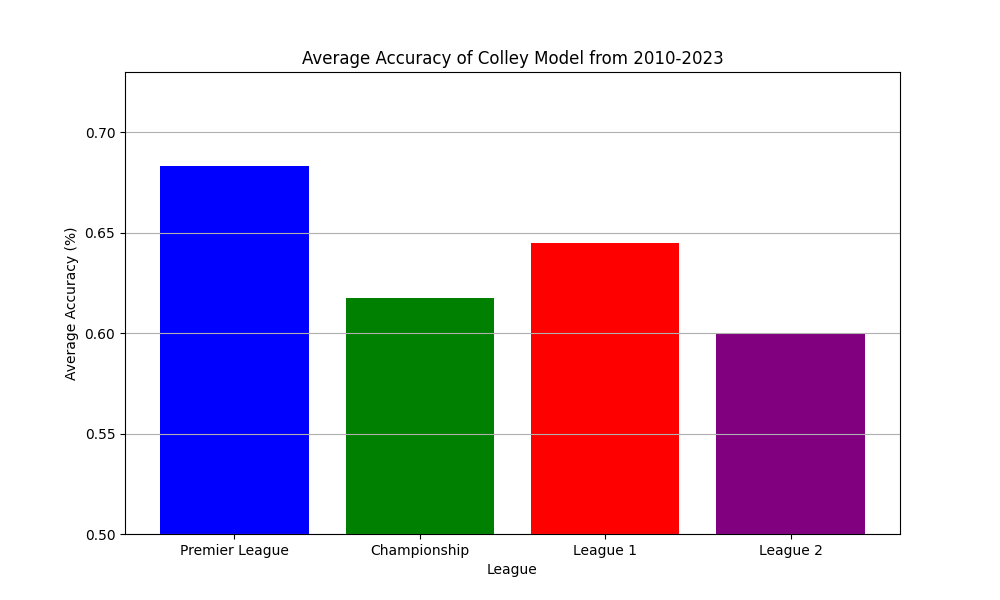 Average Accuracy of Colley Model from 2010-2023
Average Accuracy (%)
0.70
0.65
0.60
0.55
0.50
Premier League
Championship
League 1
League 2
League